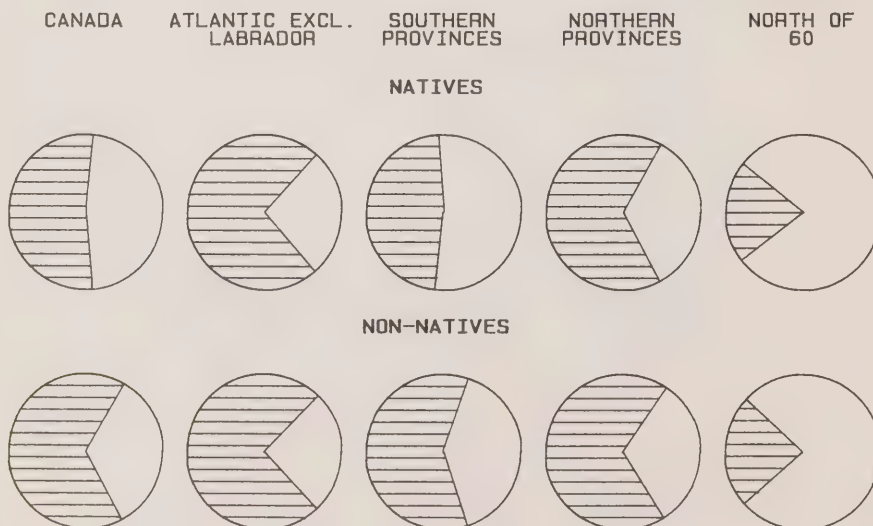 CANADA
ATLANTIC EXCL.
LABRADOR
SOUTHERN
PROVINCES
NORTHERN
PROVINCES
NORTH OF
60
NATIVES
NON-NATIVES